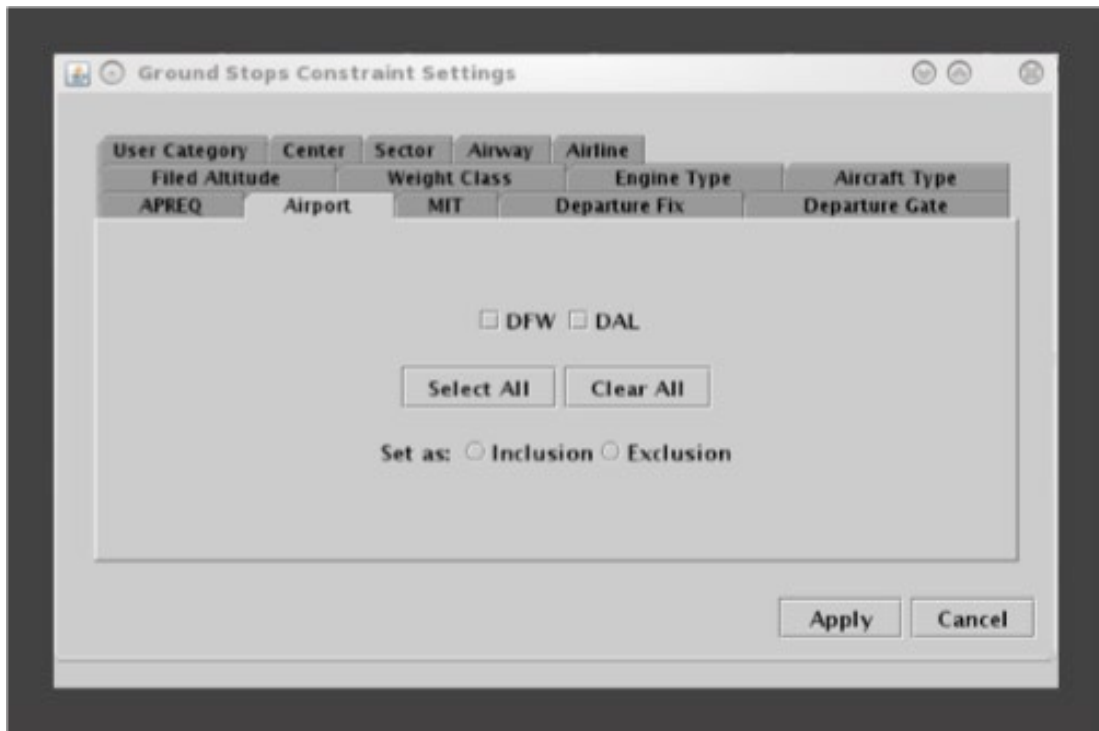 Ground Stops Constraint Settings
User Category Center Sector Airway Airline
Filed Altitude Weight Class Engine Type Aircraft Type
APREQ Airport MIT Departure Fix Departure Gate
DFW DAL
Select All Clear All
Set as: Inclusion Exclusion
Apply Cancel